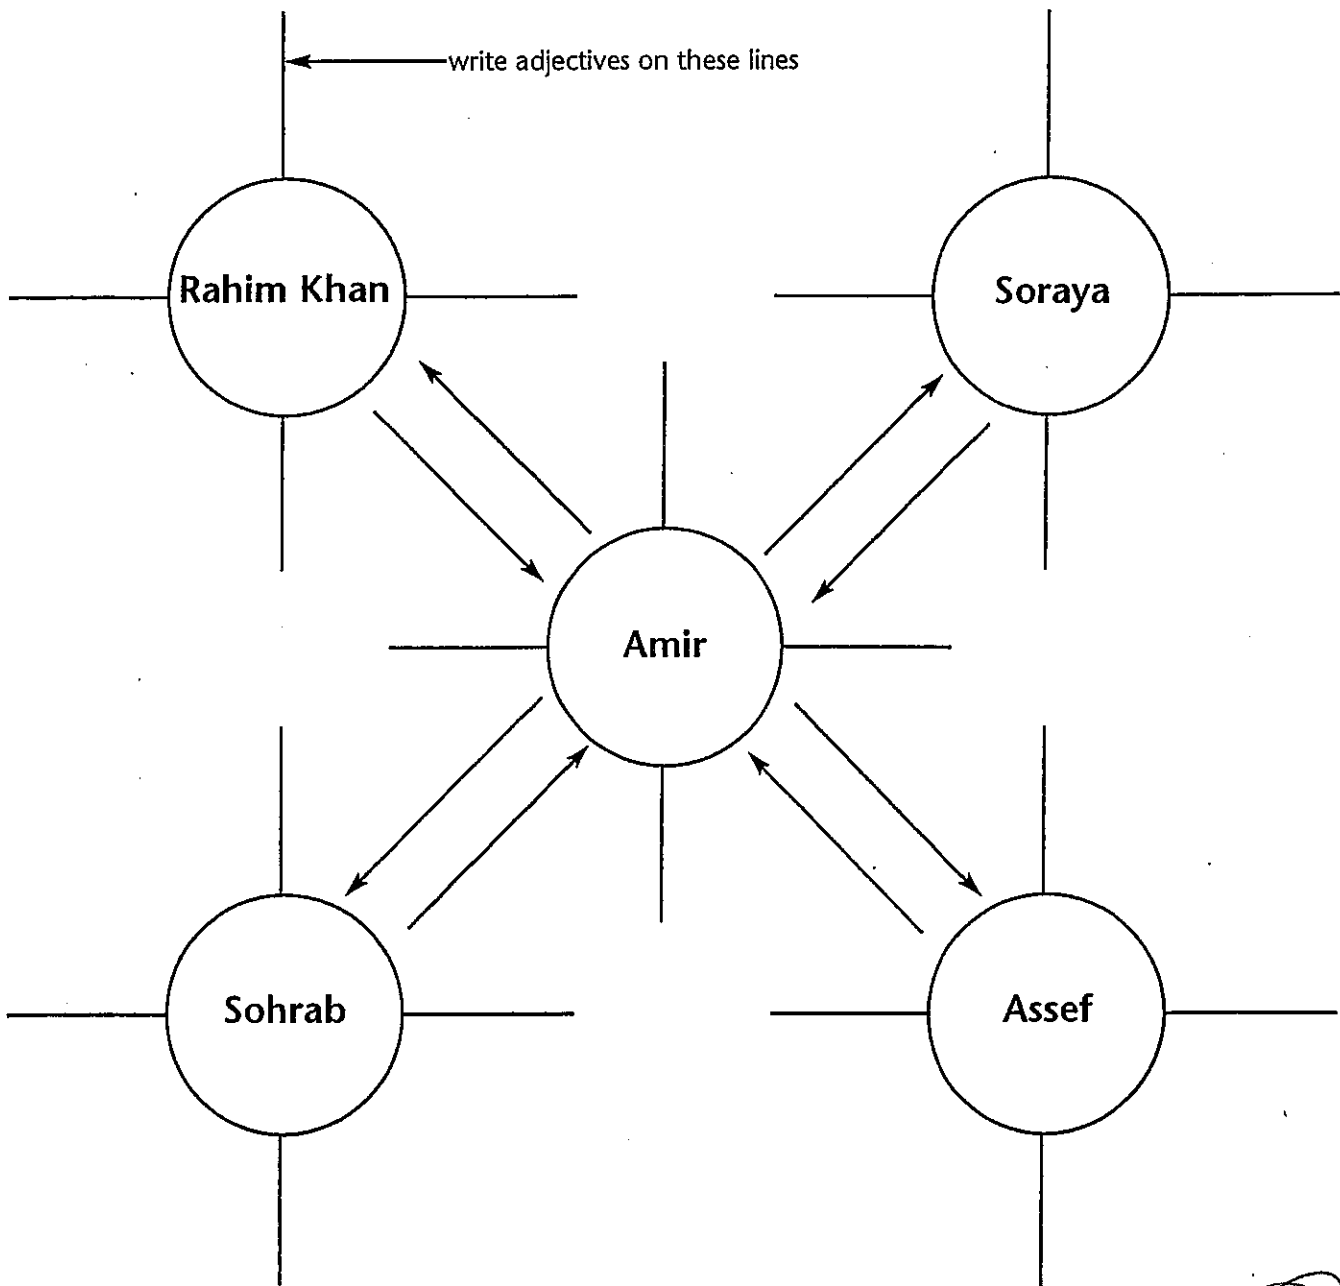 write adjectives on these lines
Rahim Khan
Soraya
Amir
Sohrab
Assef